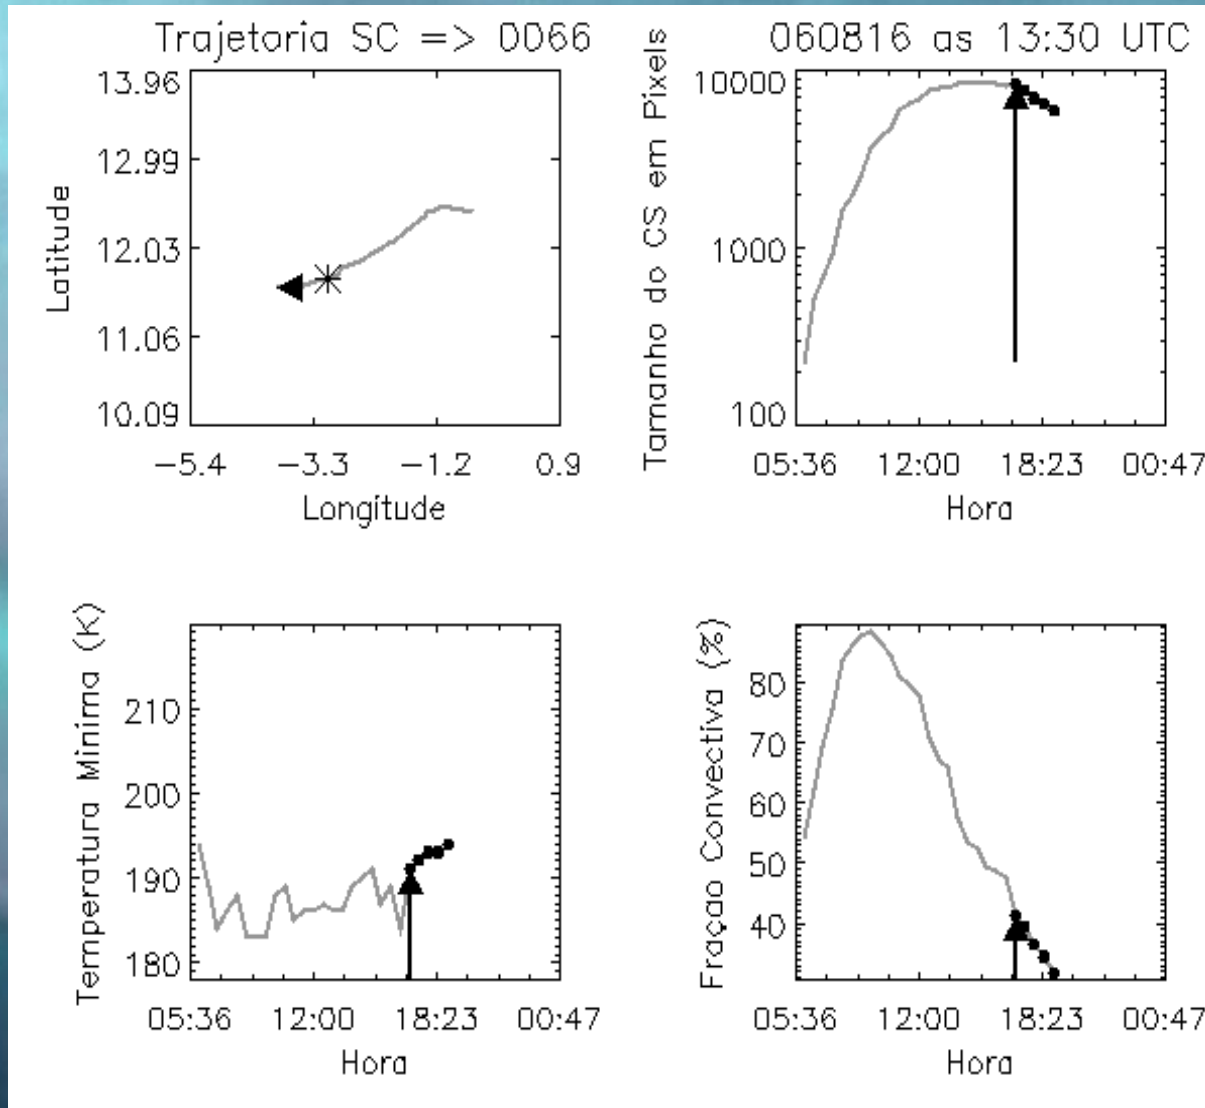 Trajetoria SC => 0066
13.96
12.99
12.03
11.06
10.09
Latitude
-5.4 -3.3 -1.2 0.9
Longitude
060816 as 13:30 UTC
10000
1000
100
Tamanho do CS em Pixels
05:36 12:00 18:23 00:47
Hora
210
200
190
180
Temperatura Minima (K)
05:36 12:00 18:23 00:47
Hora
80
70
60
50
40
Fraçao Convectiva (%)
05:36 12:00 18:23 00:47
Hora